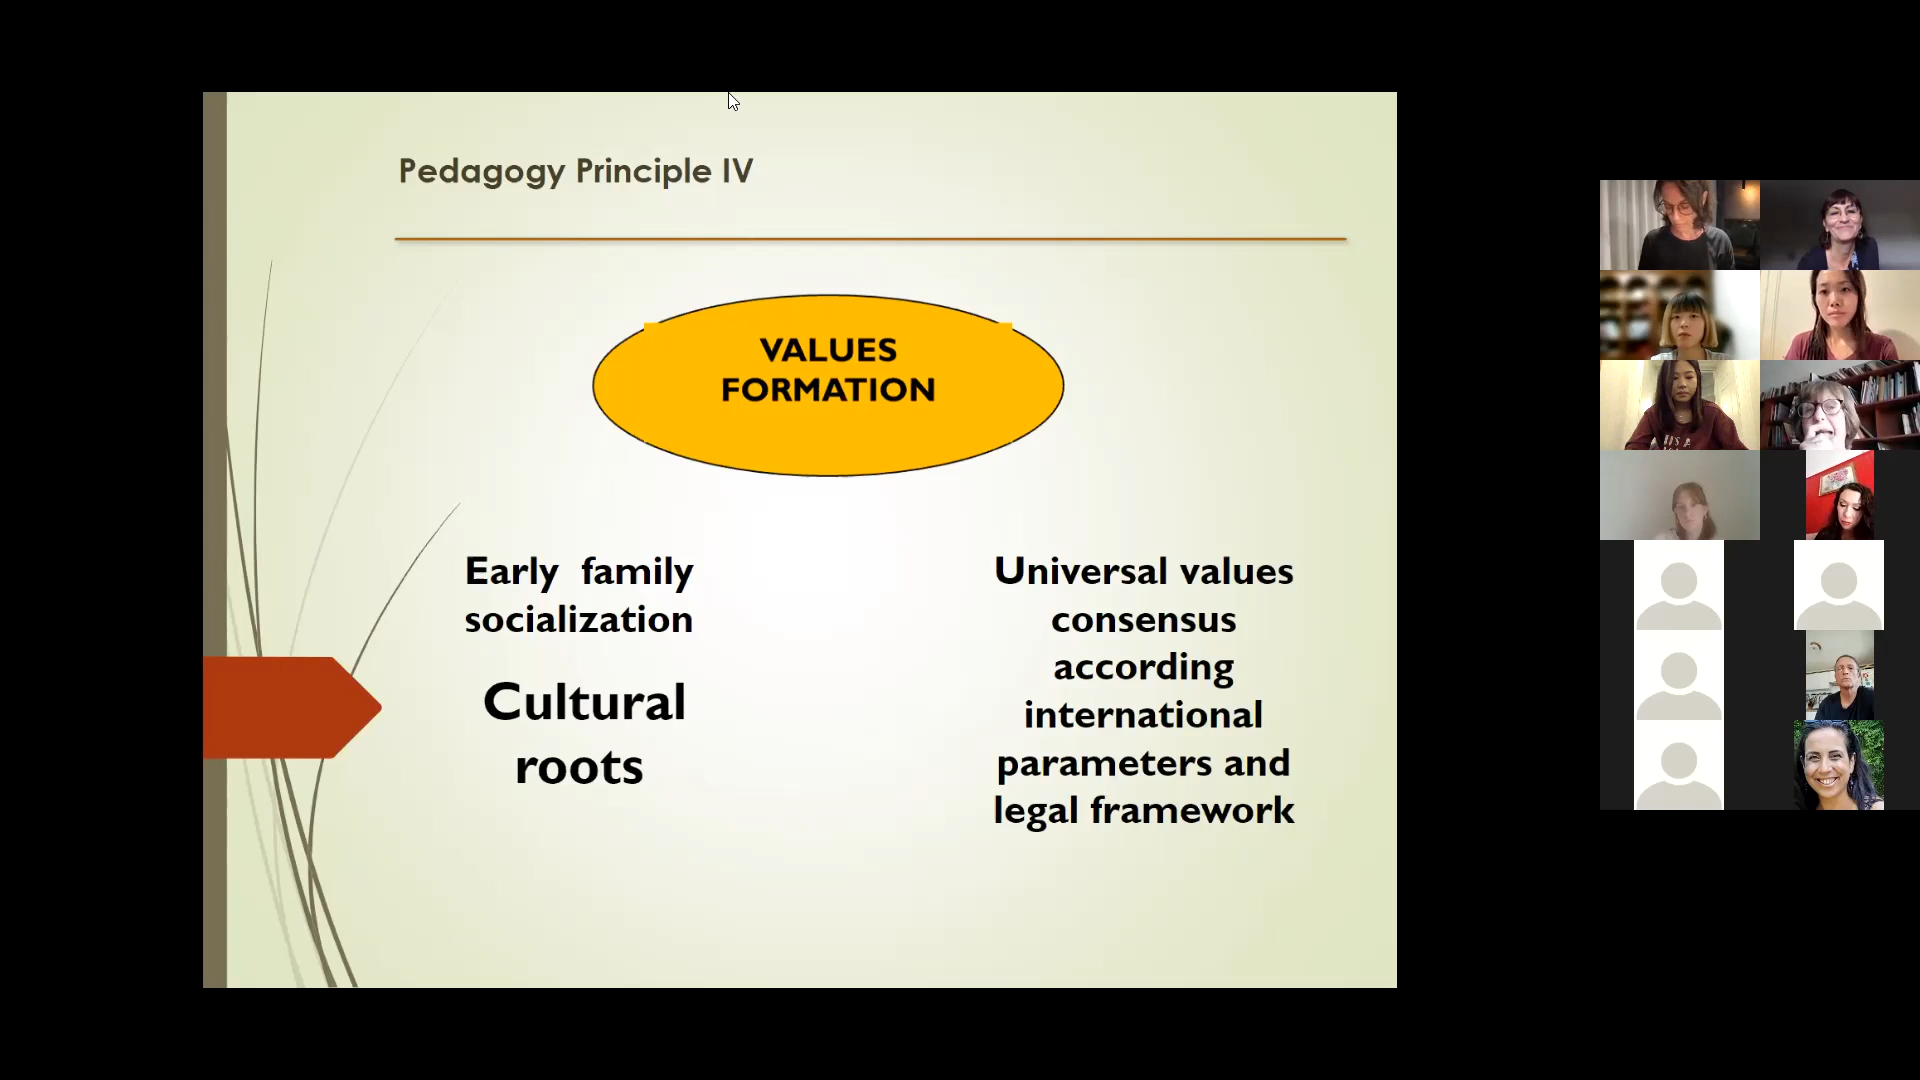 Pedagogy Principle IV
VALUES
FORMATION
Early family
socialization
Cultural
roots
Universal values
consensus
according
international
parameters and
legal framework